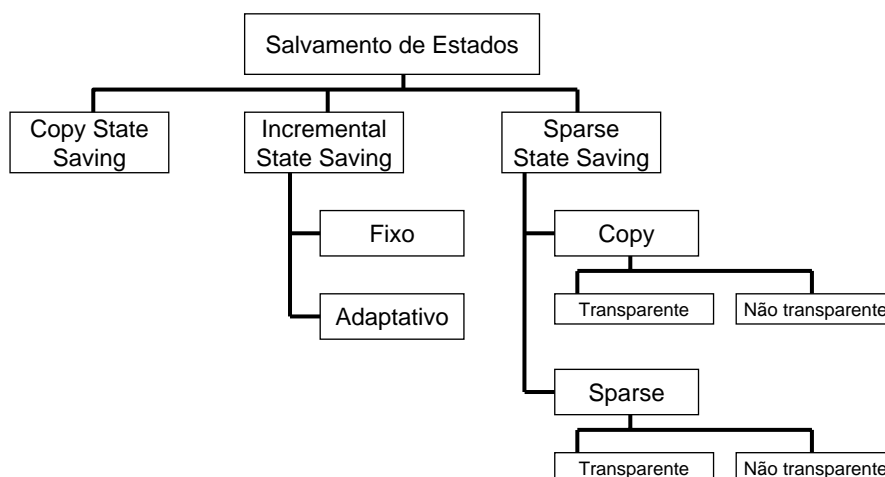 Salvamento de Estados
Copy State
Saving
Incremental
State Saving
Sparse
State Saving
Fixo
Adaptativo
Copy
Transparente
Não transparente
Sparse
Transparente
Não transparente